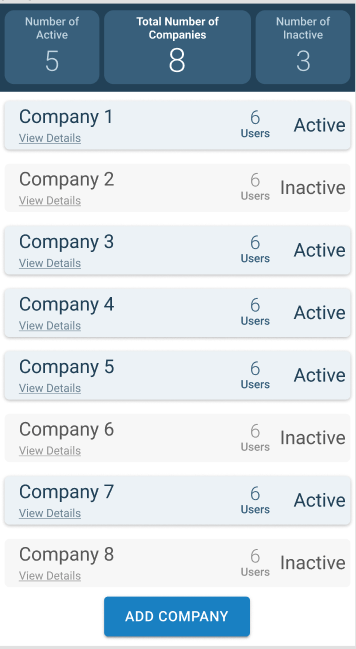 Number of Active
5
Total Number of Companies
8
Number of Inactive
3
Company 1
View Details
6
Users
Active
Company 2
View Details
6
Users
Inactive
Company 3
View Details
6
Users
Active
Company 4
View Details
6
Users
Active
Company 5
View Details
6
Users
Active
Company 6
View Details
6
Users
Inactive
Company 7
View Details
6
Users
Active
Company 8
View Details
6
Users
Inactive
ADD COMPANY